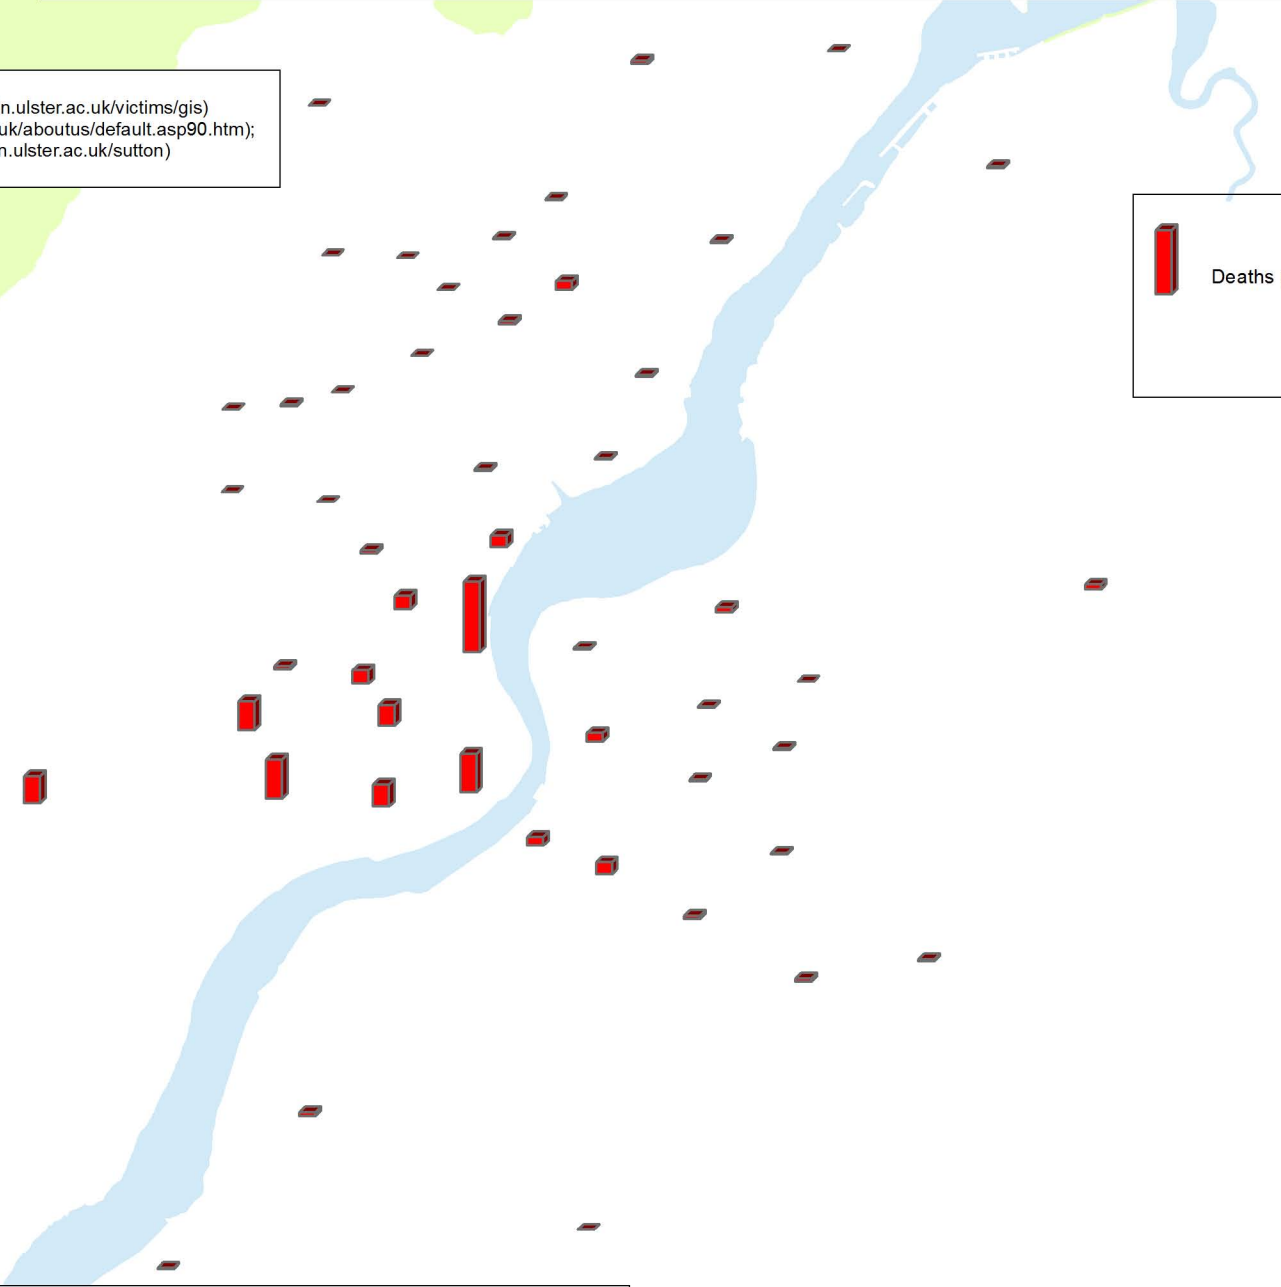 n.ulster.ac.uk/victims/gis)
uk/aboutus/default.asp90.htm);
n.ulster.ac.uk/sutton)
Deaths